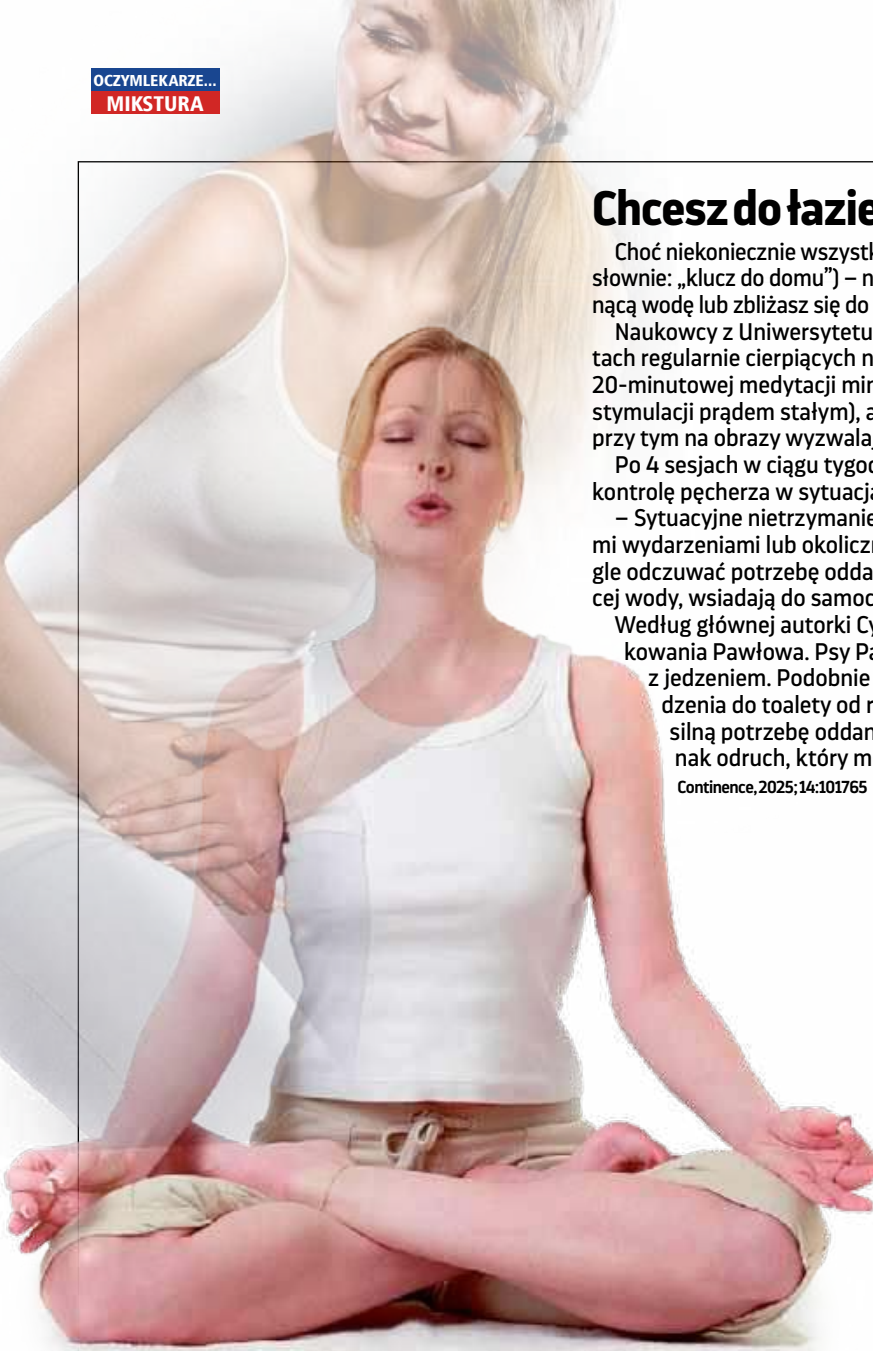 OCZYMLEKARZE...
MIKSTURA
Chcesz do łazie
Choć niekoniecznie wszystk
słownie: „klucz do domu”) – n
nącą wodę lub zbliżasz się do
Naukowcy z Uniwersytetu
tach regularnie cierpiących n
20-minutowej medytacji min
stymulacji prądem stałym), a
przy tym na obrazy wyzwalaj
Po 4 sesjach w ciągu tygod
kontrolę pęcherza w sytuacja
– Sytuacyjne nietrzymanie
mi wydarzeniami lub okoliczn
gle odczuwać potrzebę odda
cej wody, wsiadają do samoc
Według głównej autorki Cy
kowania Pawłowa. Psy Pa
z jedzeniem. Podobnie
dzenia do toalety od r
silną potrzebę oddan
nak odruch, który m
Continence, 2025; 14:101765